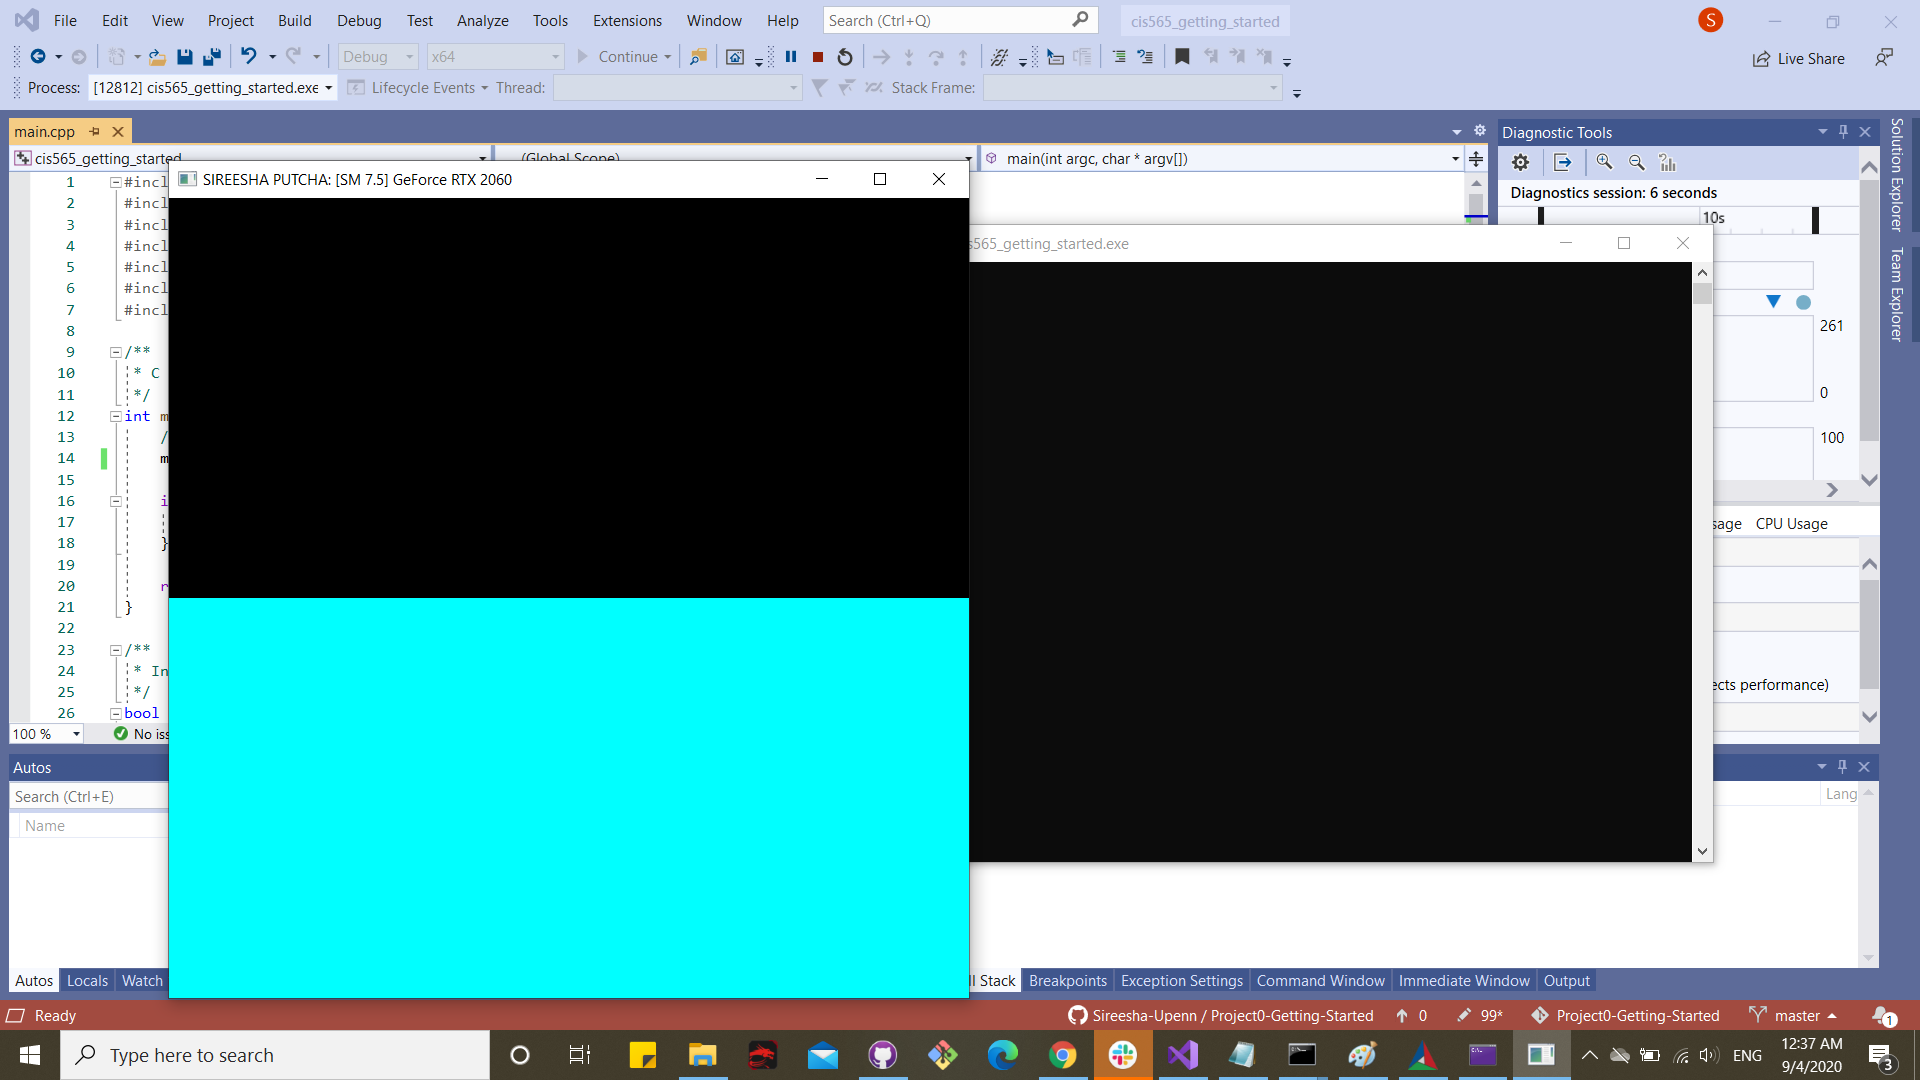 File Edit View Project Build Debug Test Analyze Tools Extensions Window Help Search (Ctrl+Q) cis565_getting_started S
Debug x64 Continue Live Share
Process: [12812] cis565_getting_started.exe Lifecycle Events Thread: Stack Frame:
main.cpp
cis565_getting_started (Global Scope) main(int argc, char * argv[])
SIREESHA PUTCHA: [SM 7.5] GeForce RTX 2060
s565_getting_started.exe
1 #incl
2 #incl
3 #incl
4 #incl
5 #incl
6 #incl
7 #incl
8
9 /**
10 * C
11 */
12 int m
13 /
14 m
15
16 i
17
18 }
19
20 r
21 }
22
23 /**
24 * In
25 */
26 bool
100 % No iss
Diagnostic Tools
Diagnostics session: 6 seconds
10s
261
0
100
sage CPU Usage
ects performance)
Solution Explorer
Team Explorer
Autos
Search (Ctrl+E)
Name
Lang
Autos Locals Watch
ll Stack Breakpoints Exception Settings Command Window Immediate Window Output
Ready Sireesha-Upenn / Project0-Getting-Started 0 99* Project0-Getting-Started master 1
Type here to search ENG 12:37 AM
9/4/2020 3